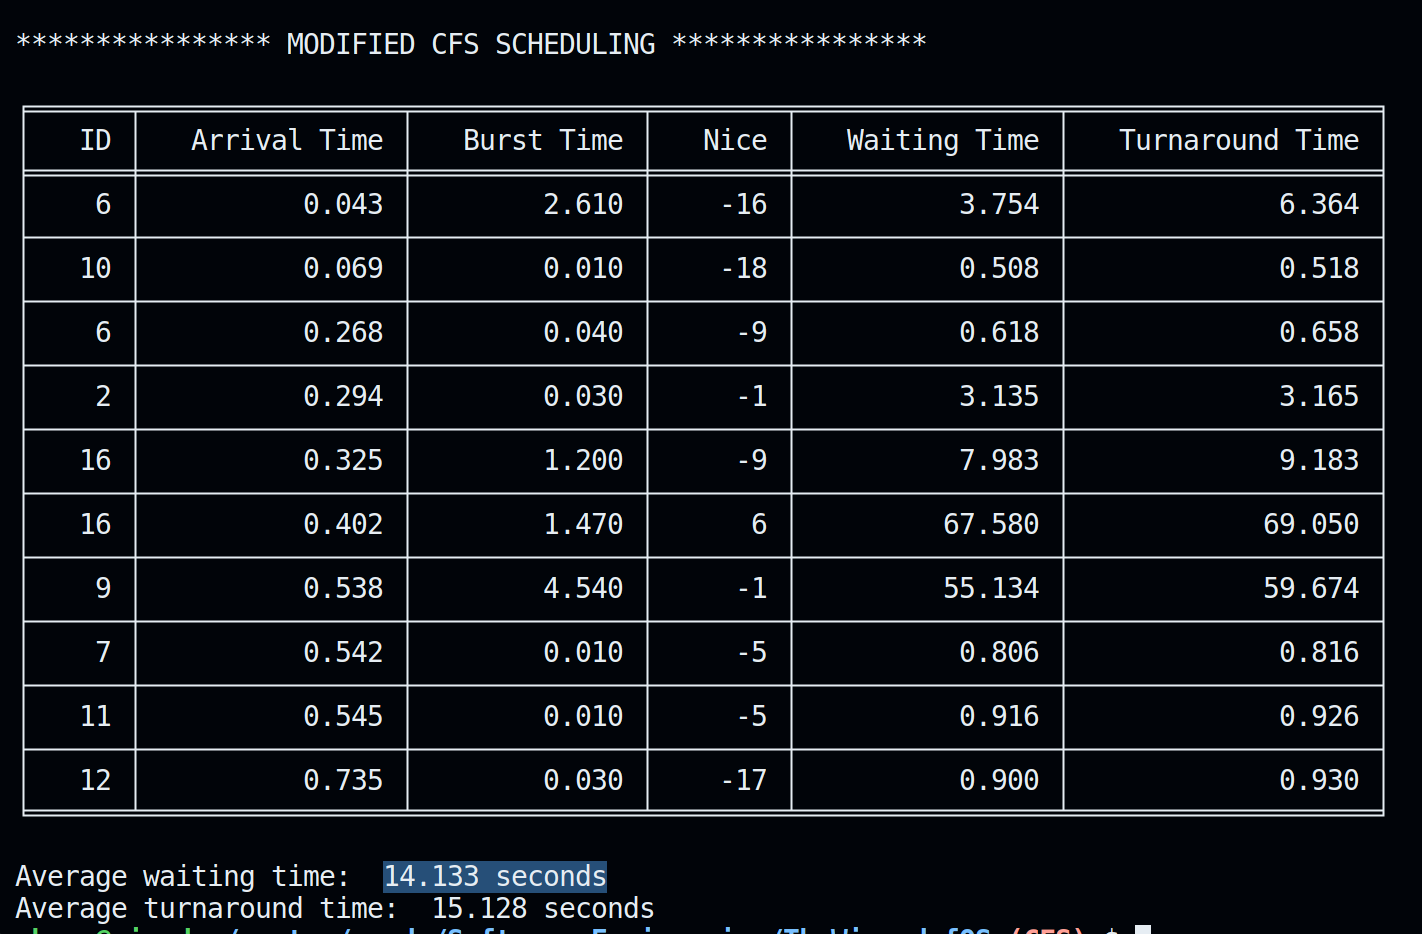 **************** MODIFIED CFS SCHEDULING ****************
ID Arrival Time Burst Time Nice Waiting Time Turnaround Time
6 0.043 2.610 -16 3.754 6.364
10 0.069 0.010 -18 0.508 0.518
6 0.268 0.040 -9 0.618 0.658
2 0.294 0.030 -1 3.135 3.165
16 0.325 1.200 -9 7.983 9.183
16 0.402 1.470 6 67.580 69.050
9 0.538 4.540 -1 55.134 59.674
7 0.542 0.010 -5 0.806 0.816
11 0.545 0.010 -5 0.916 0.926
12 0.735 0.030 -17 0.900 0.930
Average waiting time: 14.133 seconds
Average turnaround time: 15.128 seconds
(CFS) $